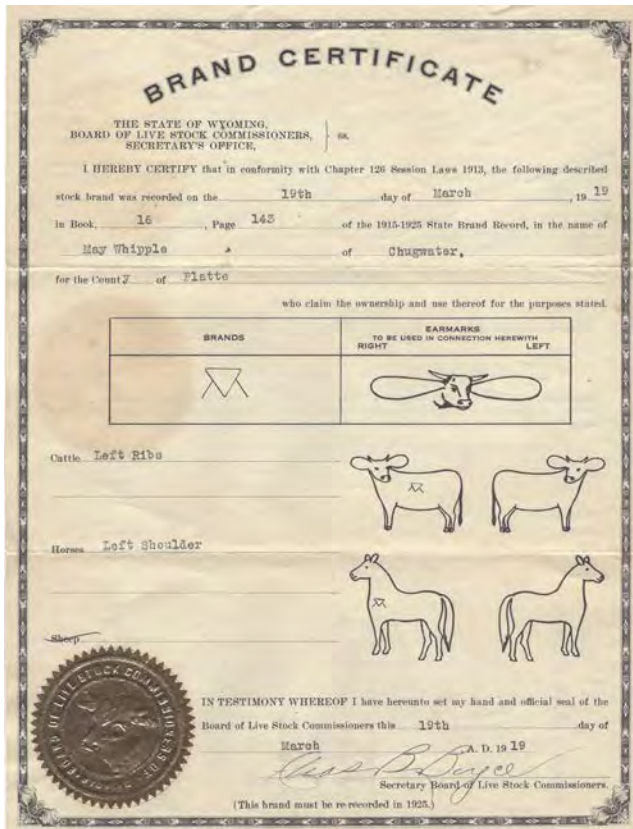 BRAND CERTIFICATE
THE STATE OF WYOMING,
BOARD OF LIVE STOCK COMMISSIONERS,
SECRETARY'S OFFICE,
ss.
I HEREBY CERTIFY that in conformity with Chapter 126 Session Laws 1913, the following described
stock brand was recorded on the 19th day of March, 19 19
in Book, 16, Page 143 of the 1915-1925 State Brand Record, in the name of
May Whipple of Chugwater,
for the County of Platte
who claim the ownership and use thereof for the purposes stated.
BRANDS
EARMARKS
TO BE USED IN CONNECTION HEREWITH
RIGHT LEFT
Cattle Left Ribs
Horses Left Shoulder
Sheep
BOARD OF LIVE STOCK COMMISSIONERS OF
IN TESTIMONY WHEREOF I have hereunto set my hand and official seal of the
Board of Live Stock Commissioners this 19th day of
March A. D. 19 19
Secretary Board of Live Stock Commissioners.
(This brand must be re-recorded in 1925.)